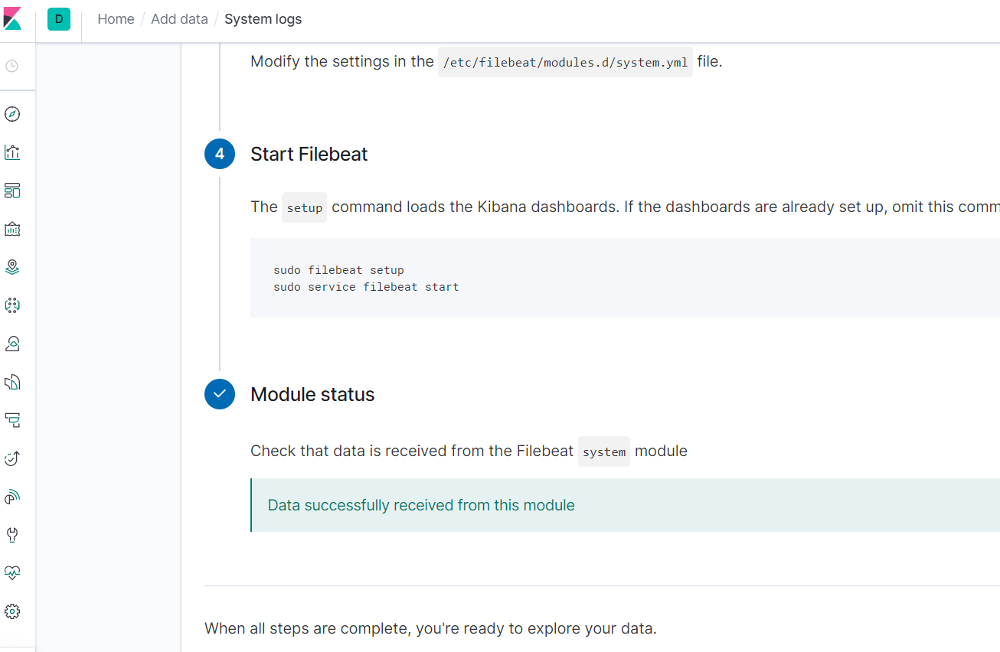 D Home / Add data / System logs
Modify the settings in the /etc/filebeat/modules.d/system.yml file.
4 Start Filebeat
The setup command loads the Kibana dashboards. If the dashboards are already set up, omit this comm
sudo filebeat setup
sudo service filebeat start
Module status
Check that data is received from the Filebeat system module
Data successfully received from this module
When all steps are complete, you're ready to explore your data.